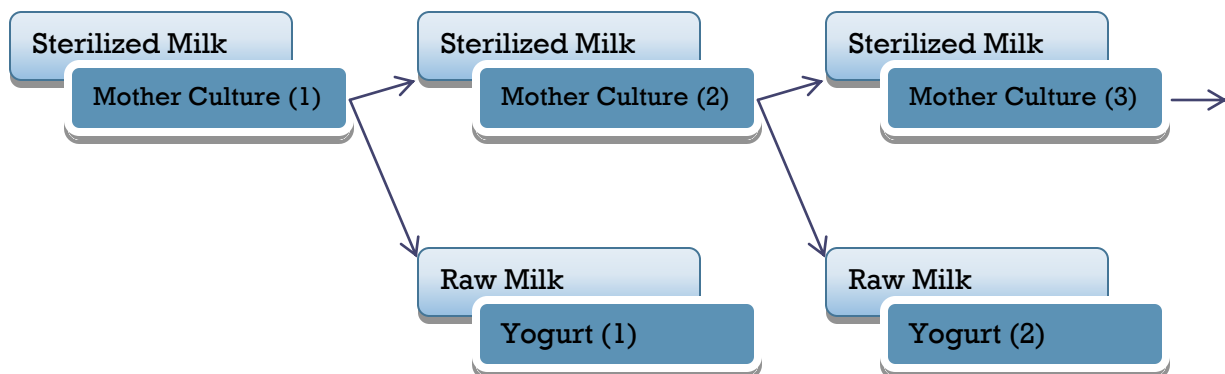 Sterilized Milk
Mother Culture (1)
Sterilized Milk
Mother Culture (2)
Sterilized Milk
Mother Culture (3)
Raw Milk
Yogurt (1)
Raw Milk
Yogurt (2)